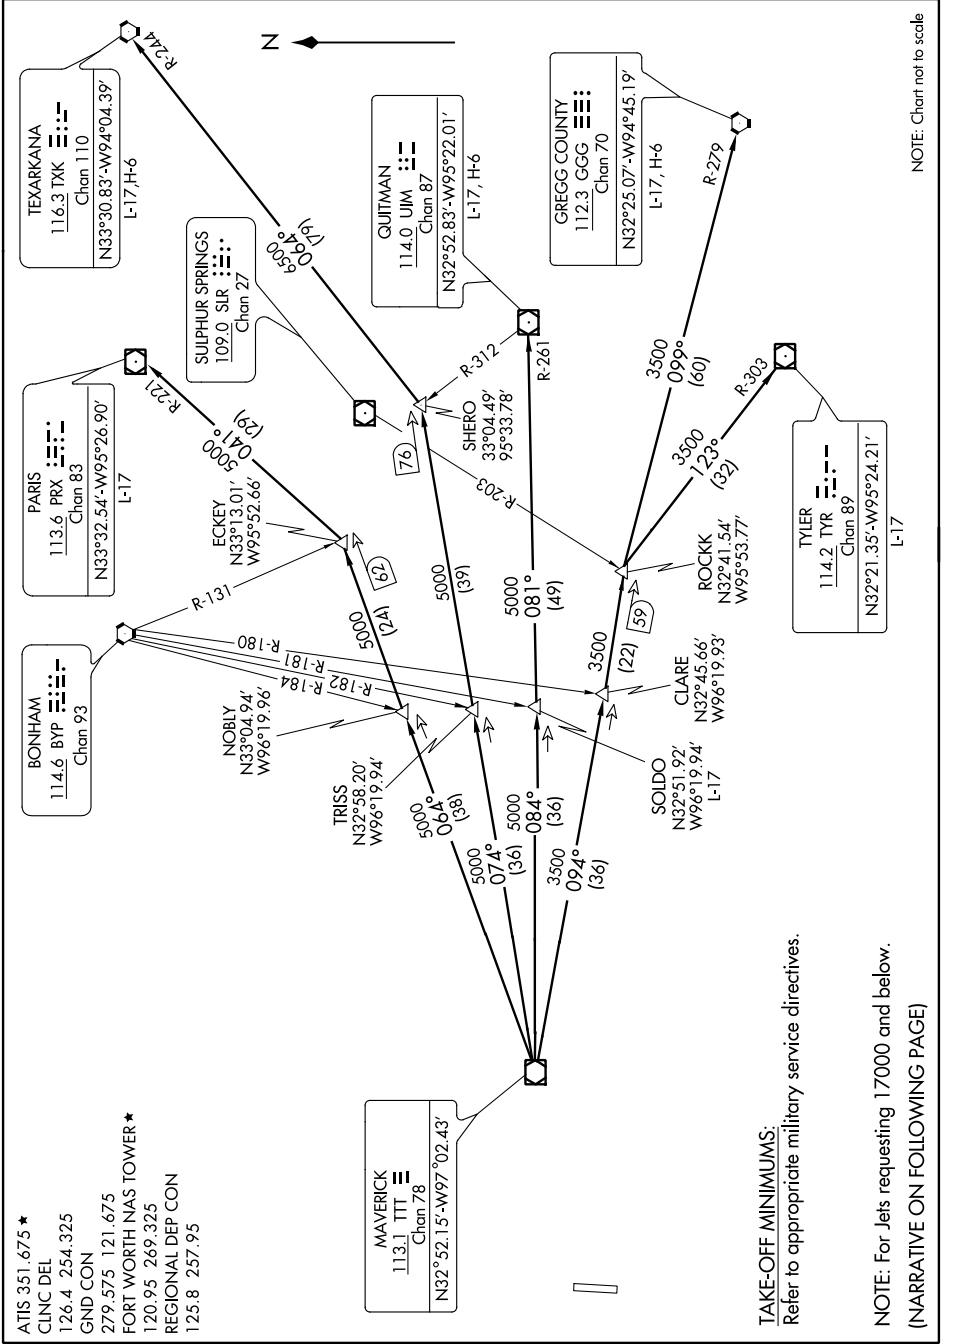 ATIS 351.675 ★
CLNC DEL
126.4 254.325
GND CON
279.575 121.675
FORT WORTH NAS TOWER ★
120.95 269.325
REGIONAL DEP CON
125.8 257.95
BONHAM
114.6 BYP
Chan 93
PARIS
113.6 PRX
Chan 83
N33°32.54'-W95°26.90'
L-17
TEXARKANA
116.3 TXK
Chan 110
N33°30.83'-W94°04.39'
L-17,H-6
SULPHUR SPRINGS
109.0 SLR
Chan 27
N
QUITMAN
114.0 UIM
Chan 87
N32°52.83'-W95°22.01'
L-17, H-6
GREGG COUNTY
112.3 GGG
Chan 70
N32°25.07'-W94°45.19'
L-17, H-6
TYLER
114.2 TYR
Chan 89
N32°21.35'-W95°24.21'
L-17
MAVERICK
113.1 TTT
Chan 78
N32°52.15'-W97°02.43'
NOBLY
N33°04.94'
W96°19.96'
ECKEY
N33°13.01'
W95°52.66'
TRISS
N32°58.20'
W96°19.94'
SHERO
33°04.49'
95°33.78'
SOLDO
N32°51.92'
W96°19.94'
L-17
CLARE
N32°45.66'
W96°19.93'
ROCKK
N32°41.54'
W95°53.77'
5000
064°
(38)
5000
(24)
62
5000
041°
(29)
R-221
R-131
R-180
R-181
R-182
R-184
5000
074°
(36)
5000
(39)
76
6500
064°
(79)
R-244
R-312
R-203
5000
084°
(36)
5000
081°
(49)
R-261
3500
094°
(36)
3500
(22)
59
3500
099°
(60)
R-279
3500
123°
(32)
R-303
TAKE-OFF MINIMUMS:
Refer to appropriate military service directives.
NOTE: For Jets requesting 17000 and below.
(NARRATIVE ON FOLLOWING PAGE)
NOTE: Chart not to scale